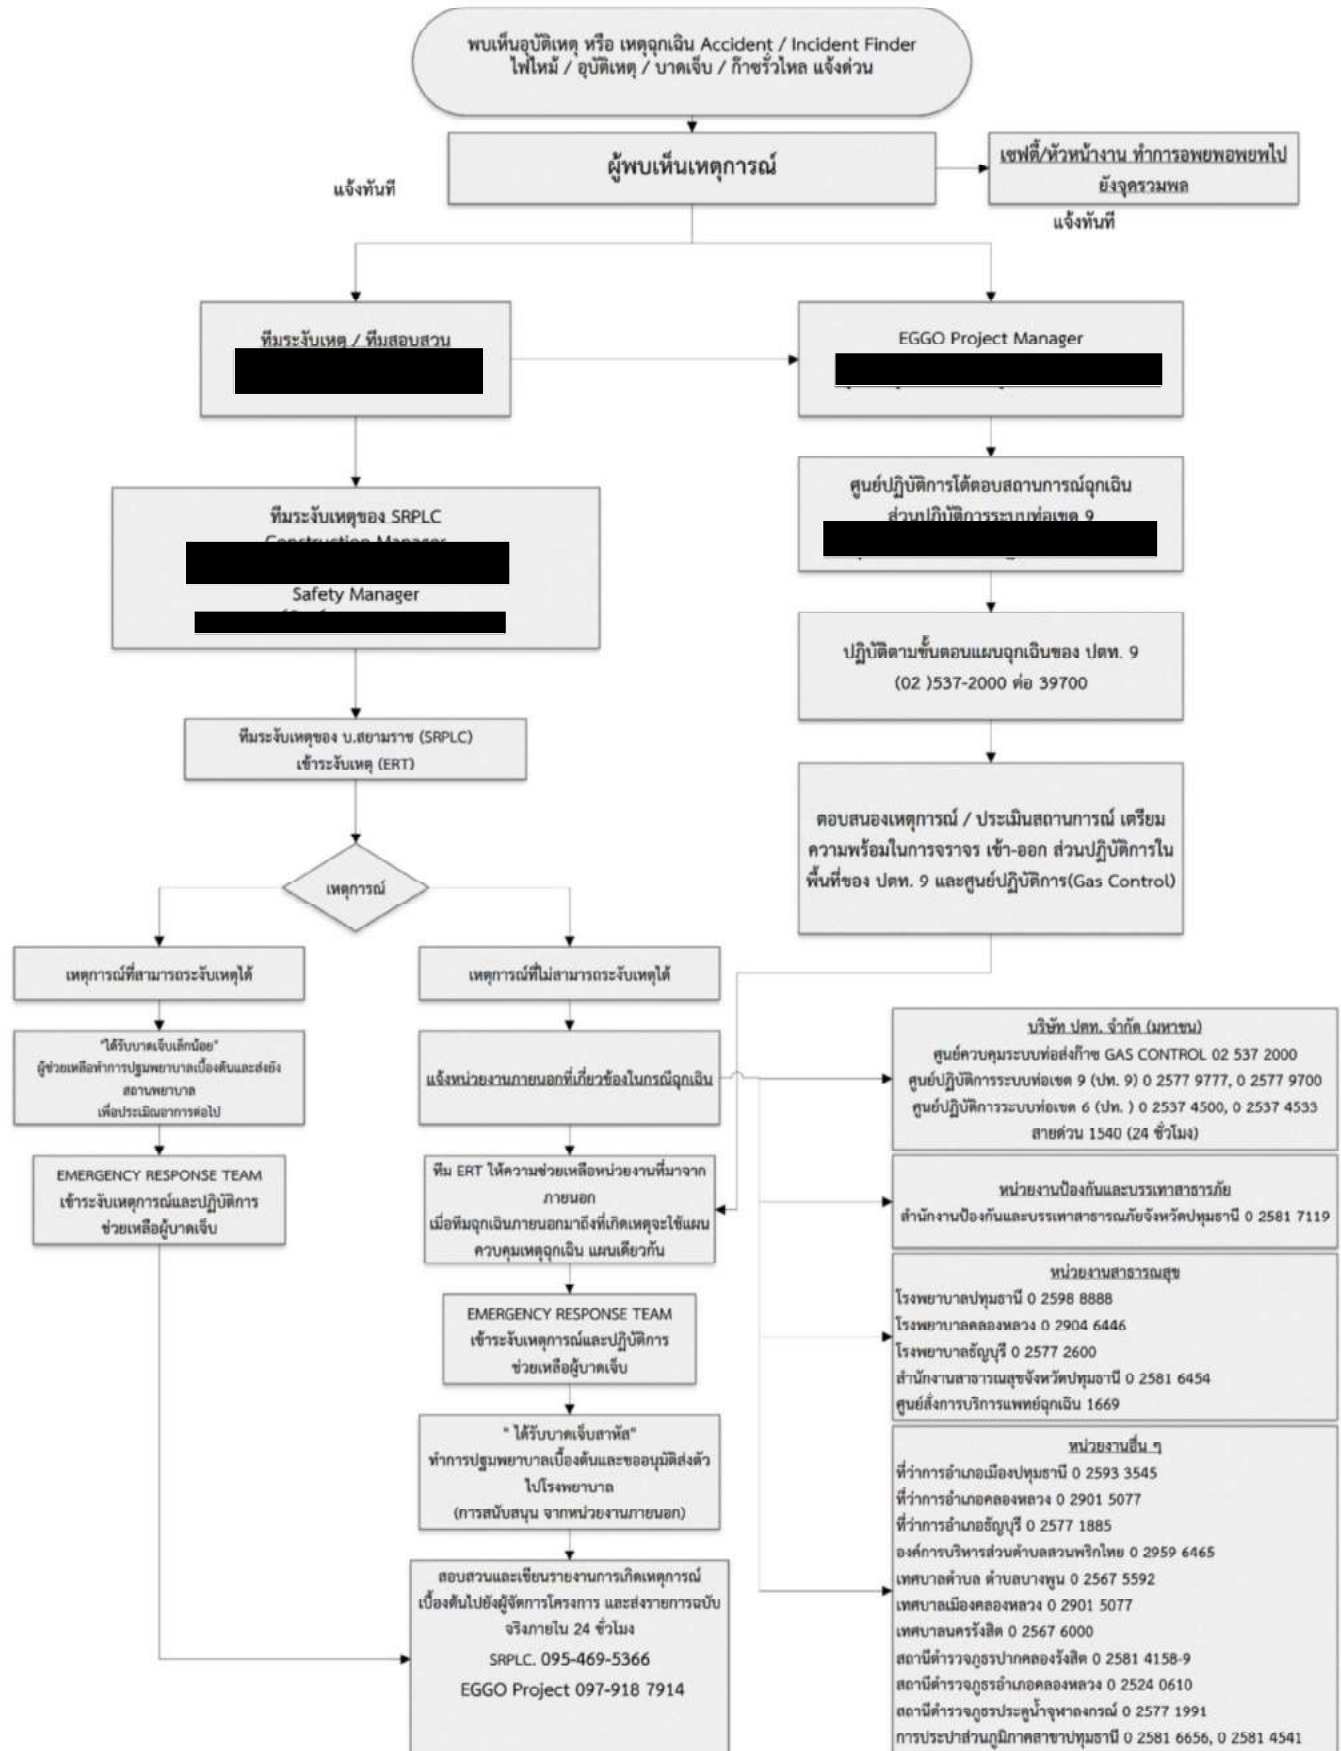 พบเห็นอุบัติเหตุ หรือ เหตุฉุกเฉิน Accident / Incident Finder
ไฟไหม้ / อุบัติเหตุ / บาดเจ็บ / ก๊าซรั่วไหล แจ้งด่วน
ผู้พบเห็นเหตุการณ์
เซฟตี้/หัวหน้างาน ทำการอพยพอพยพไป
ยังจุดรวมพล
แจ้งทันที
แจ้งทันที
ทีมระงับเหตุ / ทีมสอบสวน
EGGO Project Manager
ทีมระงับเหตุของ SRPLC
Construction Manager
Safety Manager
ศูนย์ปฏิบัติการโต้ตอบสถานการณ์ฉุกเฉิน
ส่วนปฏิบัติการระบบท่อเขต 9
ปฏิบัติตามขั้นตอนแผนฉุกเฉินของ ปตท. 9
(02 )537-2000 ต่อ 39700
ทีมระงับเหตุของ บ.สยามราช (SRPLC)
เข้าระงับเหตุ (ERT)
ตอบสนองเหตุการณ์ / ประเมินสถานการณ์ เตรียม
ความพร้อมในการจราจร เข้า-ออก ส่วนปฏิบัติการใน
พื้นที่ของ ปตท. 9 และศูนย์ปฏิบัติการ(Gas Control)
เหตุการณ์
เหตุการณ์ที่สามารถระงับเหตุได้
เหตุการณ์ที่ไม่สามารถระงับเหตุได้
"ได้รับบาดเจ็บเล็กน้อย"
ผู้ช่วยเหลือทำการปฐมพยาบาลเบื้องต้นและส่งยัง
สถานพยาบาล
เพื่อประเมิณอาการต่อไป
แจ้งหน่วยงานภายนอกที่เกี่ยวข้องในกรณีฉุกเฉิน
EMERGENCY RESPONSE TEAM
เข้าระงับเหตุการณ์และปฏิบัติการ
ช่วยเหลือผู้บาดเจ็บ
ทีม ERT ให้ความช่วยเหลือหน่วยงานที่มาจาก
ภายนอก
เมื่อทีมฉุกเฉินภายนอกมาถึงที่เกิดเหตุจะใช้แผน
ควบคุมเหตุฉุกเฉิน แผนเดียวกัน
EMERGENCY RESPONSE TEAM
เข้าระงับเหตุการณ์และปฏิบัติการ
ช่วยเหลือผู้บาดเจ็บ
" ได้รับบาดเจ็บสาหัส"
ทำการปฐมพยาบาลเบื้องต้นและขออนุมัติส่งตัว
ไปโรงพยาบาล
(การสนับสนุน จากหน่วยงานภายนอก)
สอบสวนและเขียนรายงานการเกิดเหตุการณ์
เบื้องต้นไปยังผู้จัดการโครงการ และส่งรายการฉบับ
จริงภายใน 24 ชั่วโมง
SRPLC. 095-469-5366
EGGO Project 097-918 7914
บริษัท ปตท. จำกัด (มหาชน)
ศูนย์ควบคุมระบบท่อส่งก๊าซ GAS CONTROL 02 537 2000
ศูนย์ปฏิบัติการระบบท่อเขต 9 (ปท. 9) 0 2577 9777, 0 2577 9700
ศูนย์ปฏิบัติการระบบท่อเขต 6 (ปท. ) 0 2537 4500, 0 2537 4533
สายด่วน 1540 (24 ชั่วโมง)
หน่วยงานป้องกันและบรรเทาสาธารภัย
สำนักงานป้องกันและบรรเทาสาธารณภัยจังหวัดปทุมธานี 0 2581 7119
หน่วยงานสาธารณสุข
โรงพยาบาลปทุมธานี 0 2598 8888
โรงพยาบาลคลองหลวง 0 2904 6446
โรงพยาบาลธัญบุรี 0 2577 2600
สำนักงานสาธารณสุขจังหวัดปทุมธานี 0 2581 6454
ศูนย์สั่งการบริการแพทย์ฉุกเฉิน 1669
หน่วยงานอื่น ๆ
ที่ว่าการอำเภอเมืองปทุมธานี 0 2593 3545
ที่ว่าการอำเภอคลองหลวง 0 2901 5077
ที่ว่าการอำเภอธัญบุรี 0 2577 1885
องค์การบริหารส่วนตำบลสวนพริกไทย 0 2959 6465
เทศบาลตำบล ตำบลบางพูน 0 2567 5592
เทศบาลเมืองคลองหลวง 0 2901 5077
เทศบาลนครรังสิต 0 2567 6000
สถานีตำรวจภูธรปากคลองรังสิต 0 2581 4158-9
สถานีตำรวจภูธรอำเภอคลองหลวง 0 2524 0610
สถานีตำรวจภูธรประตูน้ำจุฬาลงกรณ์ 0 2577 1991
การประปาส่วนภูมิภาคสาขาปทุมธานี 0 2581 6656, 0 2581 4541